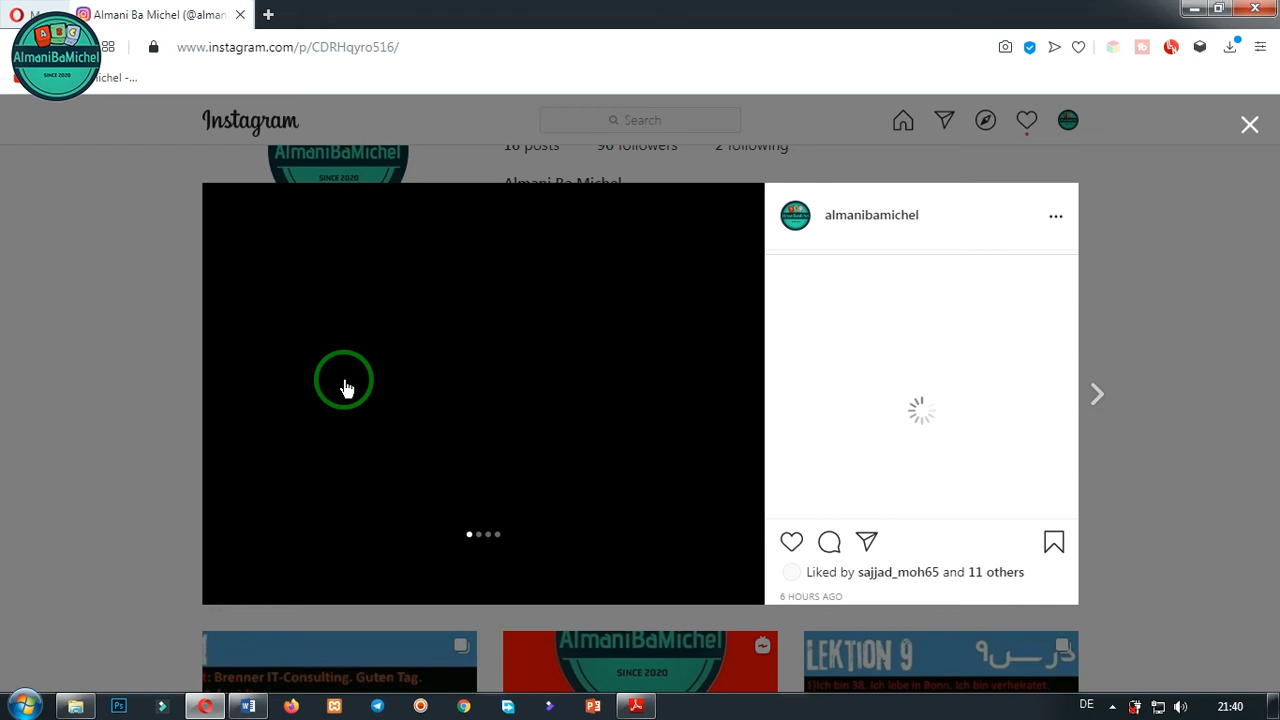 Almani Ba Michel (@alman
ABC
AlmaniBaMichel
SINCE 2020
www.instagram.com/p/CDRHqyro516/
ichel -...
Instagram
Search
AlmaniBaMichel
SINCE 2020
16 posts 96 followers 2 following
Almani Ba Michel
almanibamichel
Liked by sajjad_moh65 and 11 others
6 HOURS AGO
t: Brenner IT-Consulting. Guten Tag.
AlmaniBaMichel
SINCE 2020
LEKTION 9 درس۹
1)Ich bin 38. Ich lebe in Bonn. Ich bin verheiratet.
DE
21:40